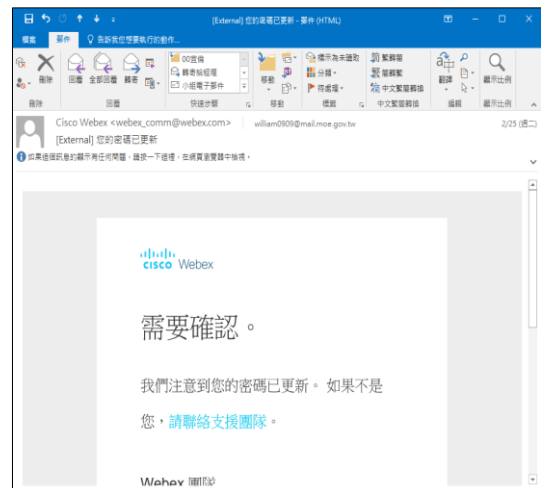 [External] 您的密碼已更新 - 郵件 (HTML)
檔案 郵件 告訴我您想要執行的動作...
刪除
回覆 全部回覆 轉寄
00宣倫
轉寄給經理
小組電子郵件
移動
標示為未讀取
分類
待處理
繁轉簡
簡轉繁
中文繁簡轉換
翻譯
顯示比例
刪除 回覆 快速步驟 移動 標籤 中文繁簡轉換 編輯 顯示比例
Cisco Webex <webex_comm@webex.com> william0909@mail.moe.gov.tw 2/25 (週二)
[External] 您的密碼已更新
如果這個訊息的顯示有任何問題，請按一下這裡，在網頁瀏覽器中檢視。
CISCO Webex
需要確認。
我們注意到您的密碼已更新。 如果不是
您，請聯絡支援團隊。
Webex 團隊